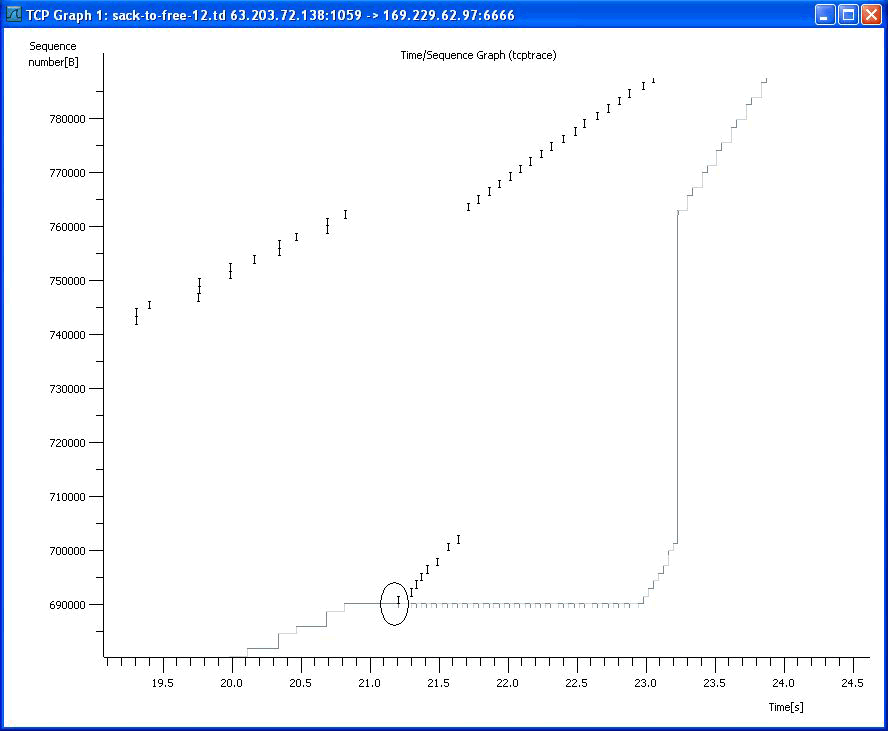 TCP Graph 1: sack-to-free-12.td 63.203.72.138:1059 -> 169.229.62.97:6666
Sequence
number[B]
Time/Sequence Graph (tcptrace)
780000
770000
760000
750000
740000
730000
720000
710000
700000
690000
19.5 20.0 20.5 21.0 21.5 22.0 22.5 23.0 23.5 24.0 24.5
Time[s]